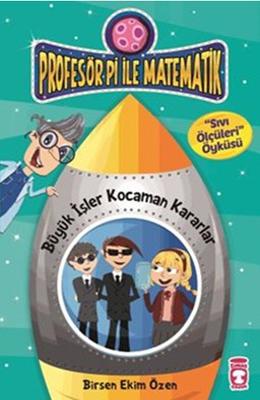 PROFESÖR Pİ İLE MATEMATİK
"Sıvı
Ölçüleri"
Öyküsü
Büyük İşler Kocaman Kararlar
Birsen Ekim Özen